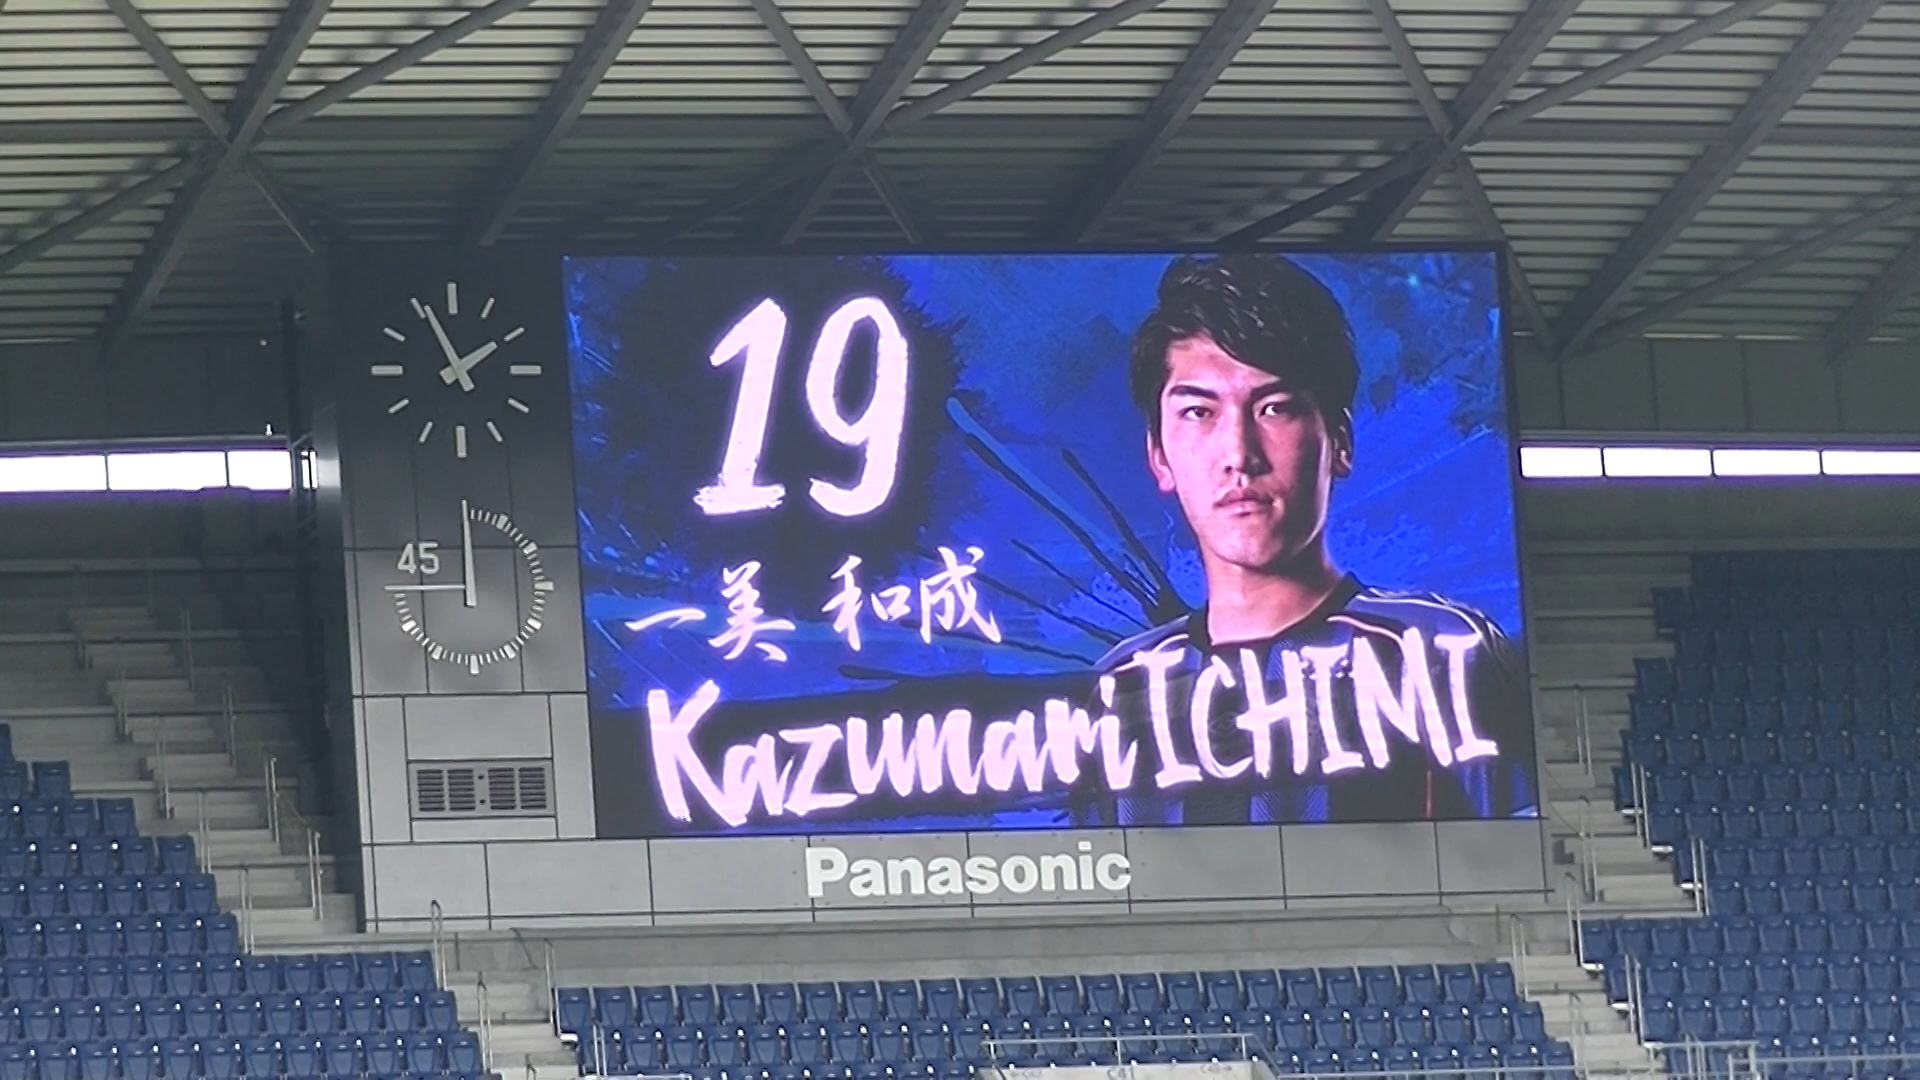 19
一美 和成
Kazunari ICHIMI
45
Panasonic